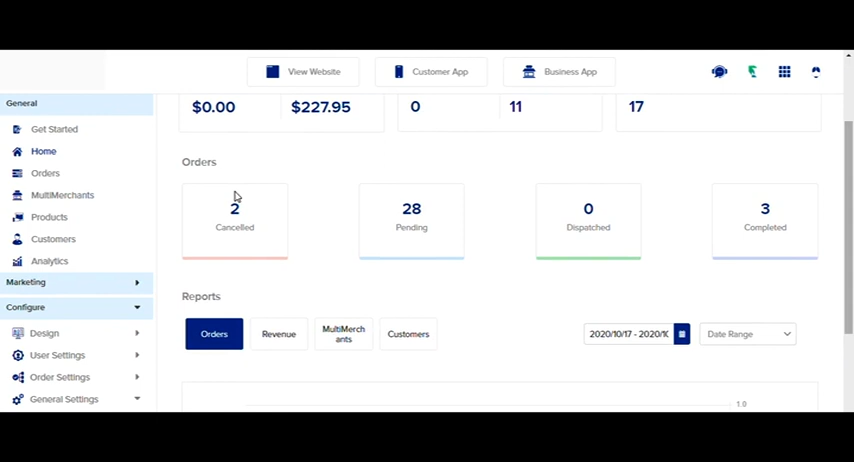 View Website
Customer App
Business App
General
Get Started
Home
Orders
MultiMerchants
Products
Customers
Analytics
Marketing
Configure
Design
User Settings
Order Settings
General Settings
$0.00
$227.95
0
11
17
Orders
2
Cancelled
28
Pending
0
Dispatched
3
Completed
Reports
Orders
Revenue
MultiMerch
ants
Customers
2020/10/17 - 2020/10
Date Range
1.0